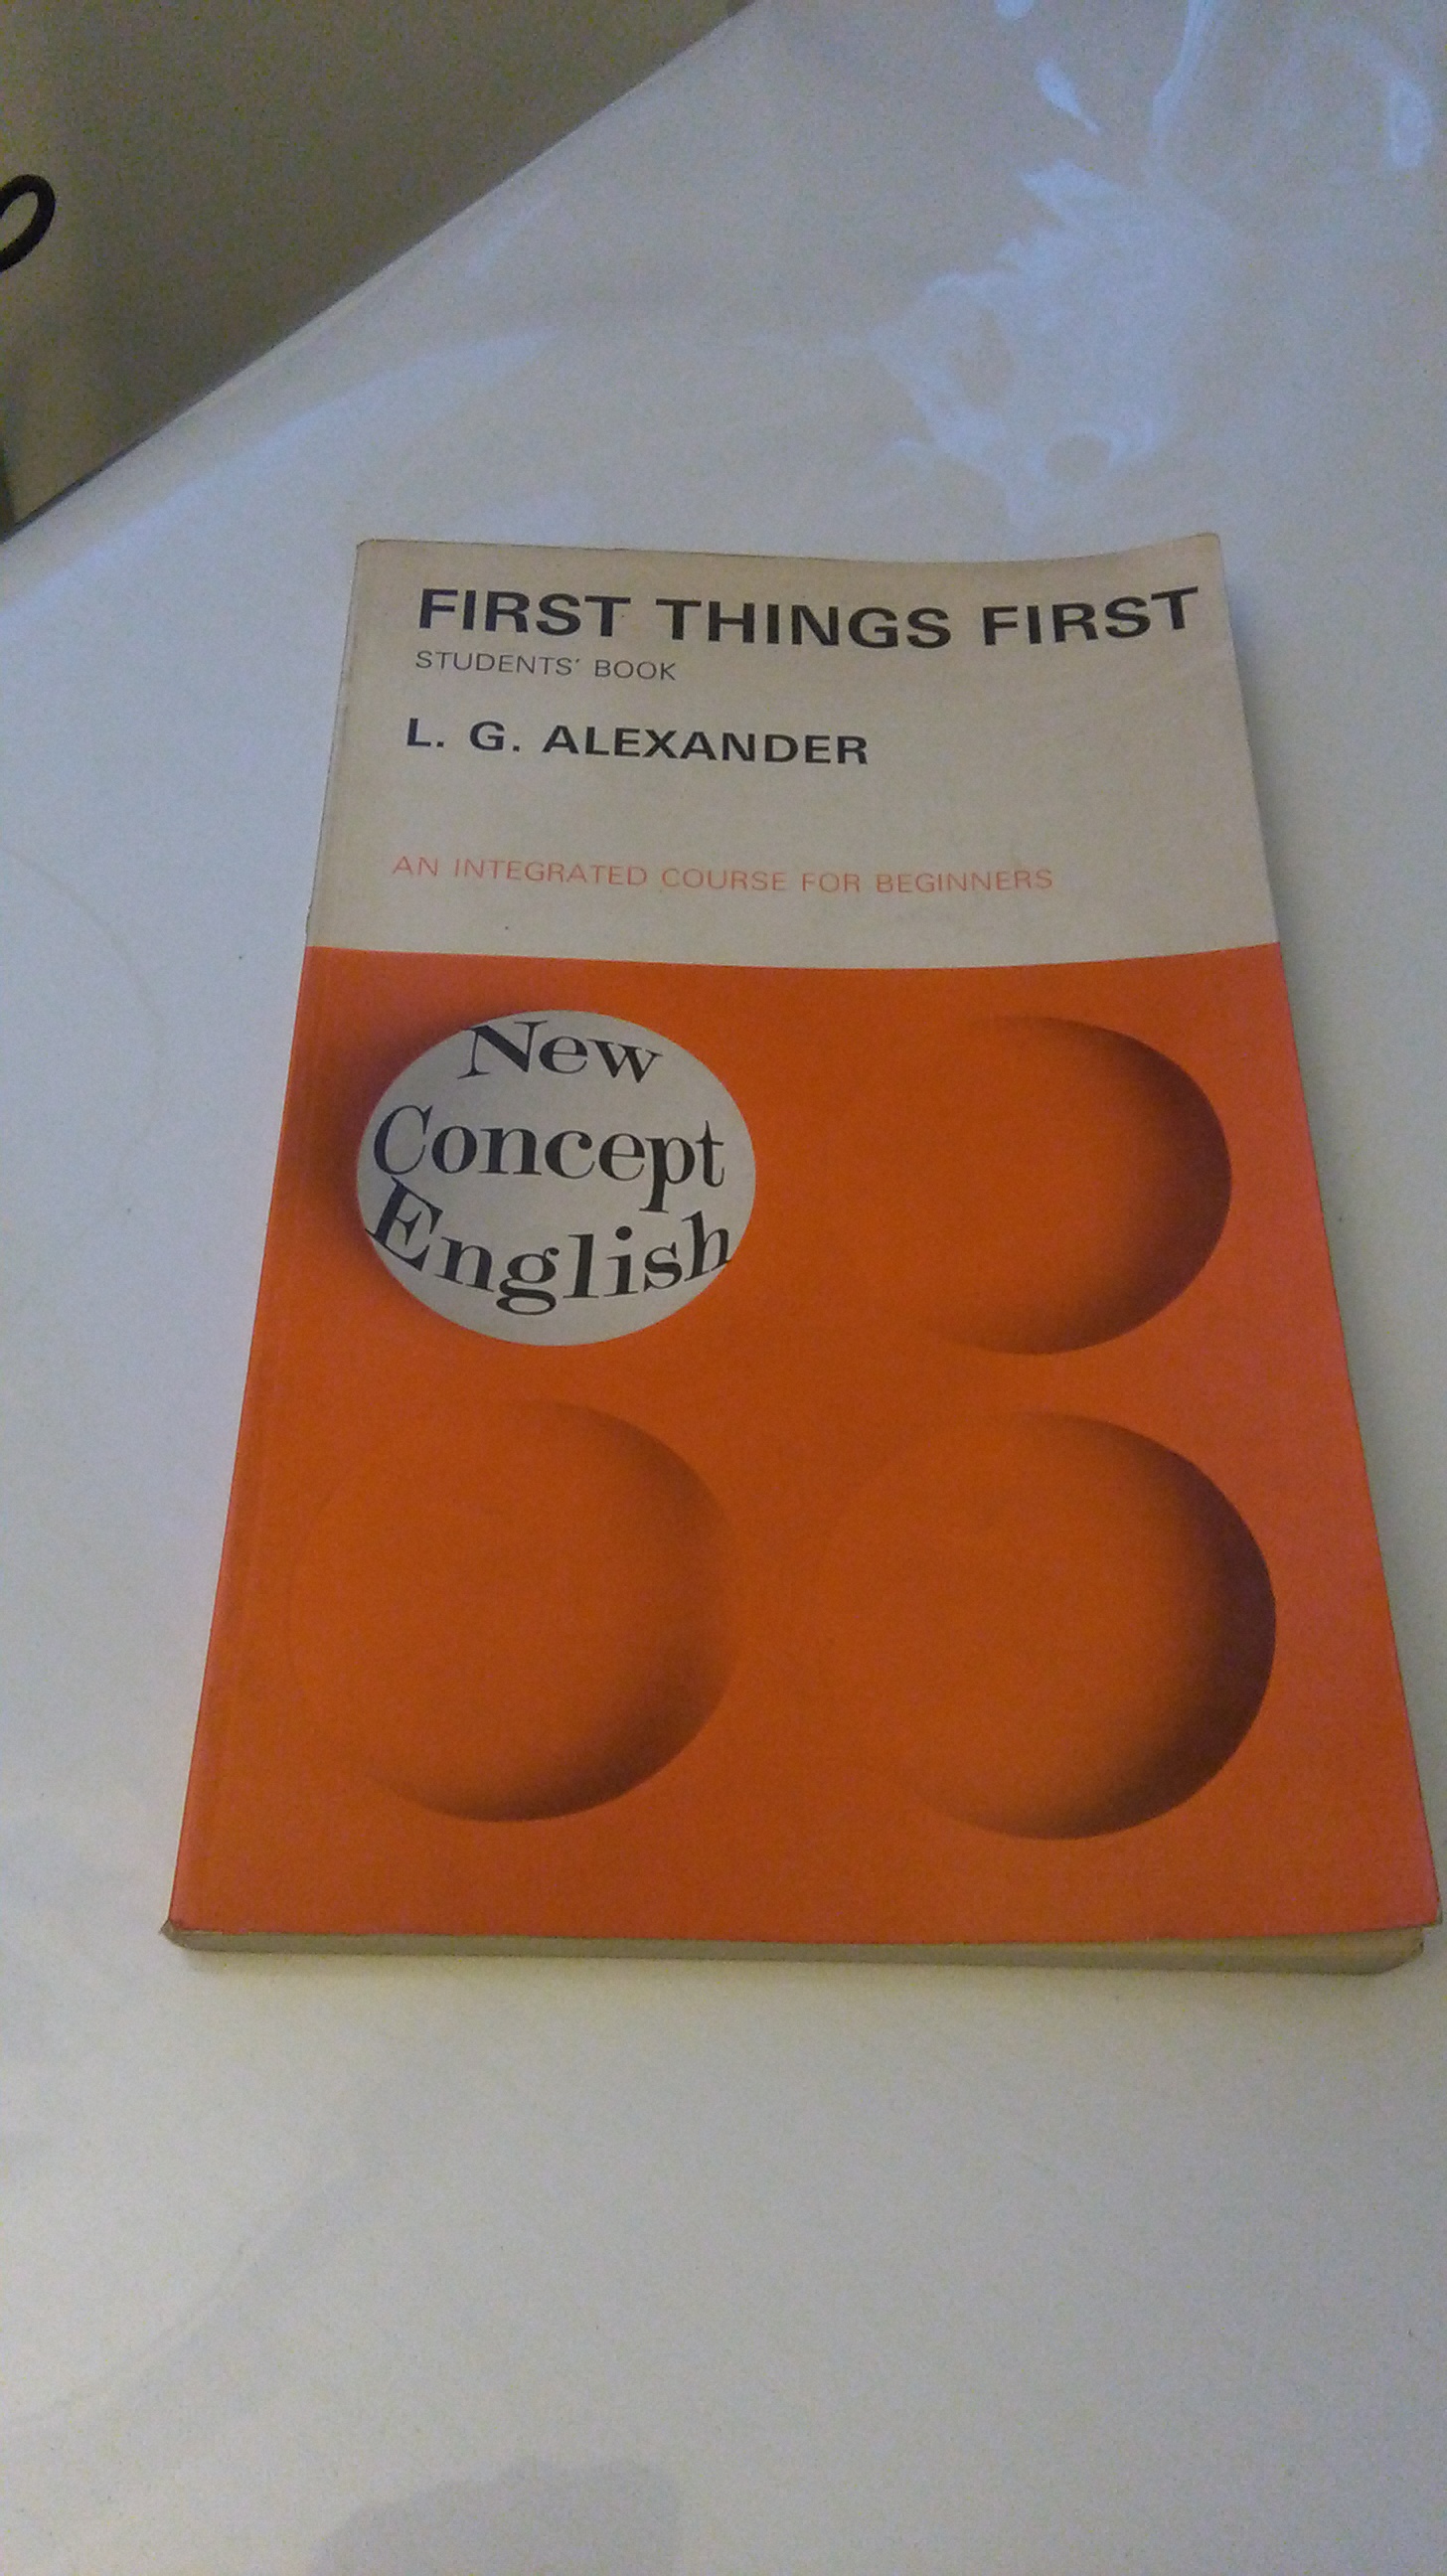 FIRST THINGS FIRST
STUDENTS' BOOK
L. G. ALEXANDER
AN INTEGRATED COURSE FOR BEGINNERS
New
Concept
English